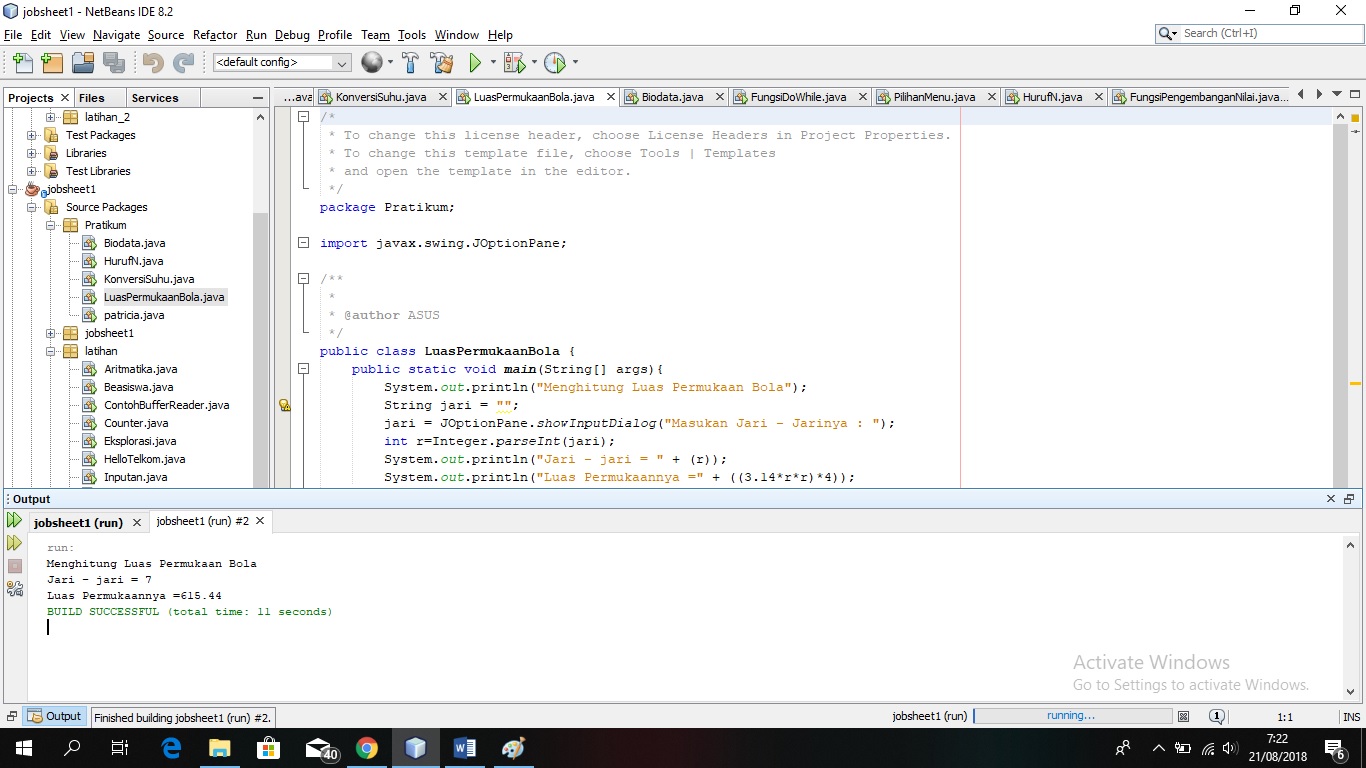 jobsheet1 - NetBeans IDE 8.2
File Edit View Navigate Source Refactor Run Debug Profile Team Tools Window Help
Search (Ctrl+I)
<default config>
Projects Files Services
...ava KonversiSuhu.java LuasPermukaanBola.java Biodata.java FungsiDoWhile.java PilihanMenu.java HurufN.java FungsiPengembanganNilai.java...
latihan_2
Test Packages
Libraries
Test Libraries
jobsheet1
Source Packages
Pratikum
Biodata.java
HurufN.java
KonversiSuhu.java
LuasPermukaanBola.java
patricia.java
jobsheet1
latihan
Aritmatika.java
Beasiswa.java
ContohBufferReader.java
Counter.java
Eksplorasi.java
HelloTelkom.java
Inputan.java
/*
* To change this license header, choose License Headers in Project Properties.
* To change this template file, choose Tools | Templates
* and open the template in the editor.
*/
package Pratikum;
import javax.swing.JOptionPane;
/**
*
* @author ASUS
*/
public class LuasPermukaanBola {
public static void main(String[] args){
System.out.println("Menghitung Luas Permukaan Bola");
String jari = "";
jari = JOptionPane.showInputDialog("Masukan Jari - Jarinya : ");
int r=Integer.parseInt(jari);
System.out.println("Jari - jari = " + (r));
System.out.println("Luas Permukaannya =" + ((3.14*r*r)*4));
Output
jobsheet1 (run) jobsheet1 (run) #2
run:
Menghitung Luas Permukaan Bola
Jari - jari = 7
Luas Permukaannya =615.44
BUILD SUCCESSFUL (total time: 11 seconds)
Activate Windows
Go to Settings to activate Windows.
Output Finished building jobsheet1 (run) #2. jobsheet1 (run) running... 1 1:1 INS
40
7:22
21/08/2018
6